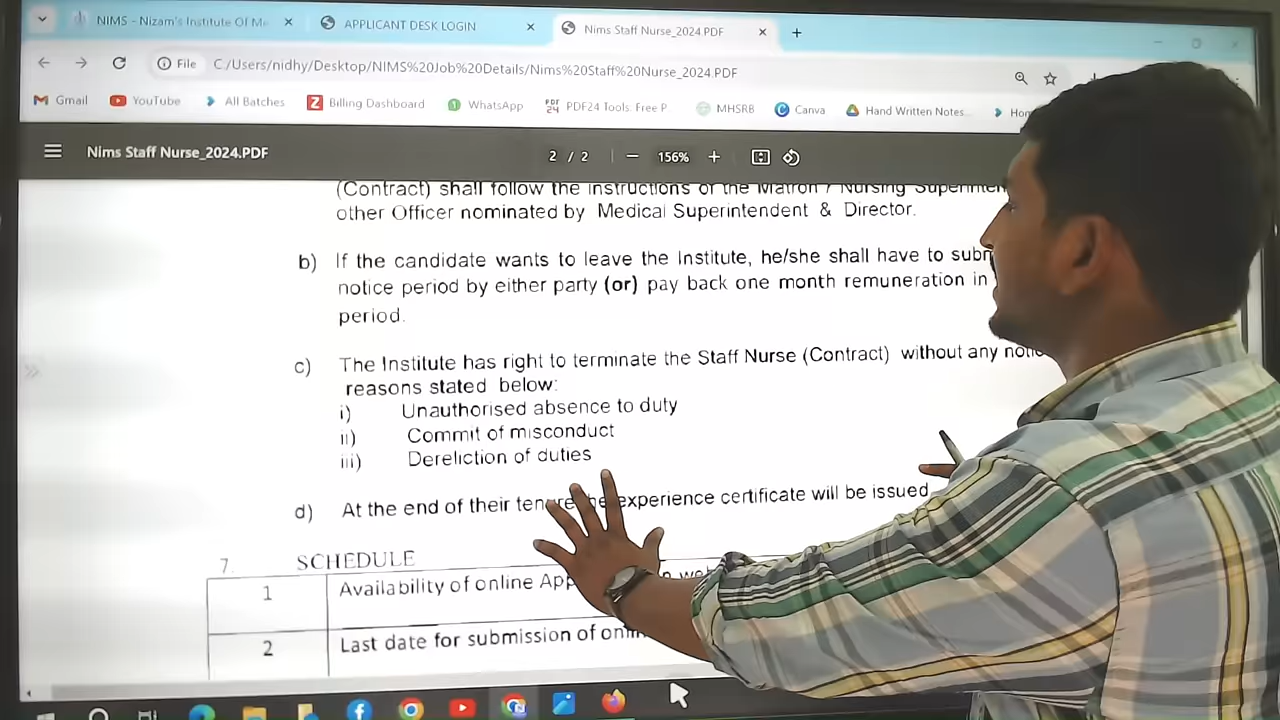 NIMS - Nizam's Institute Of Me
APPLICANT DESK LOGIN
Nims Staff Nurse_2024.PDF
File C:/Users/nidhy/Desktop/NIMS%20Job%20Details/Nims%20Staff%20Nurse_2024.PDF
Gmail YouTube All Batches Billing Dashboard WhatsApp PDF24 Tools: Free P MHSRB Canva Hand Written Notes...
Nims Staff Nurse_2024.PDF 2 / 2 156%
(Contract) shall follow the instructions of the Matron / Nursing
other Officer nominated by Medical Superintendent & Director.
b) If the candidate wants to leave the Institute, he/she shall have to
notice period by either party (or) pay back one month remuneration in
period.
c) The Institute has right to terminate the Staff Nurse (Contract) without any
reasons stated below:
i) Unauthorised absence to duty
ii) Commit of misconduct
iii) Dereliction of duties
d) At the end of their experience certificate will be issued
7. SCHEDULE
1 Availability of online
2 Last date for submission of